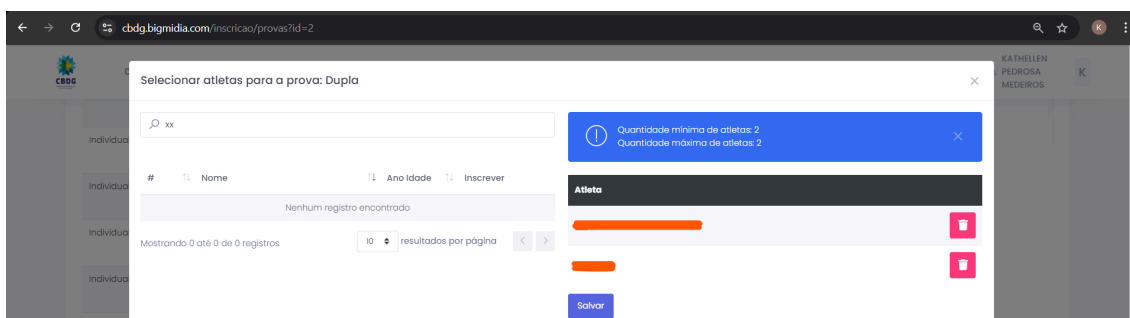 cbdg.bigmidia.com/inscricao/provas?id=2
K
CBDG
D
KATHELLEN
PEDROSA
MEDEIROS
K
Selecionar atletas para a prova: Dupla
xx
Quantidade mínima de atletas: 2
Quantidade máxima de atletas: 2
Individua
# Nome Ano Idade Inscrever
Atleta
Individua
Nenhum registro encontrado
Individua
Mostrando 0 até 0 de 0 registros
10 resultados por página
Individua
Salvar